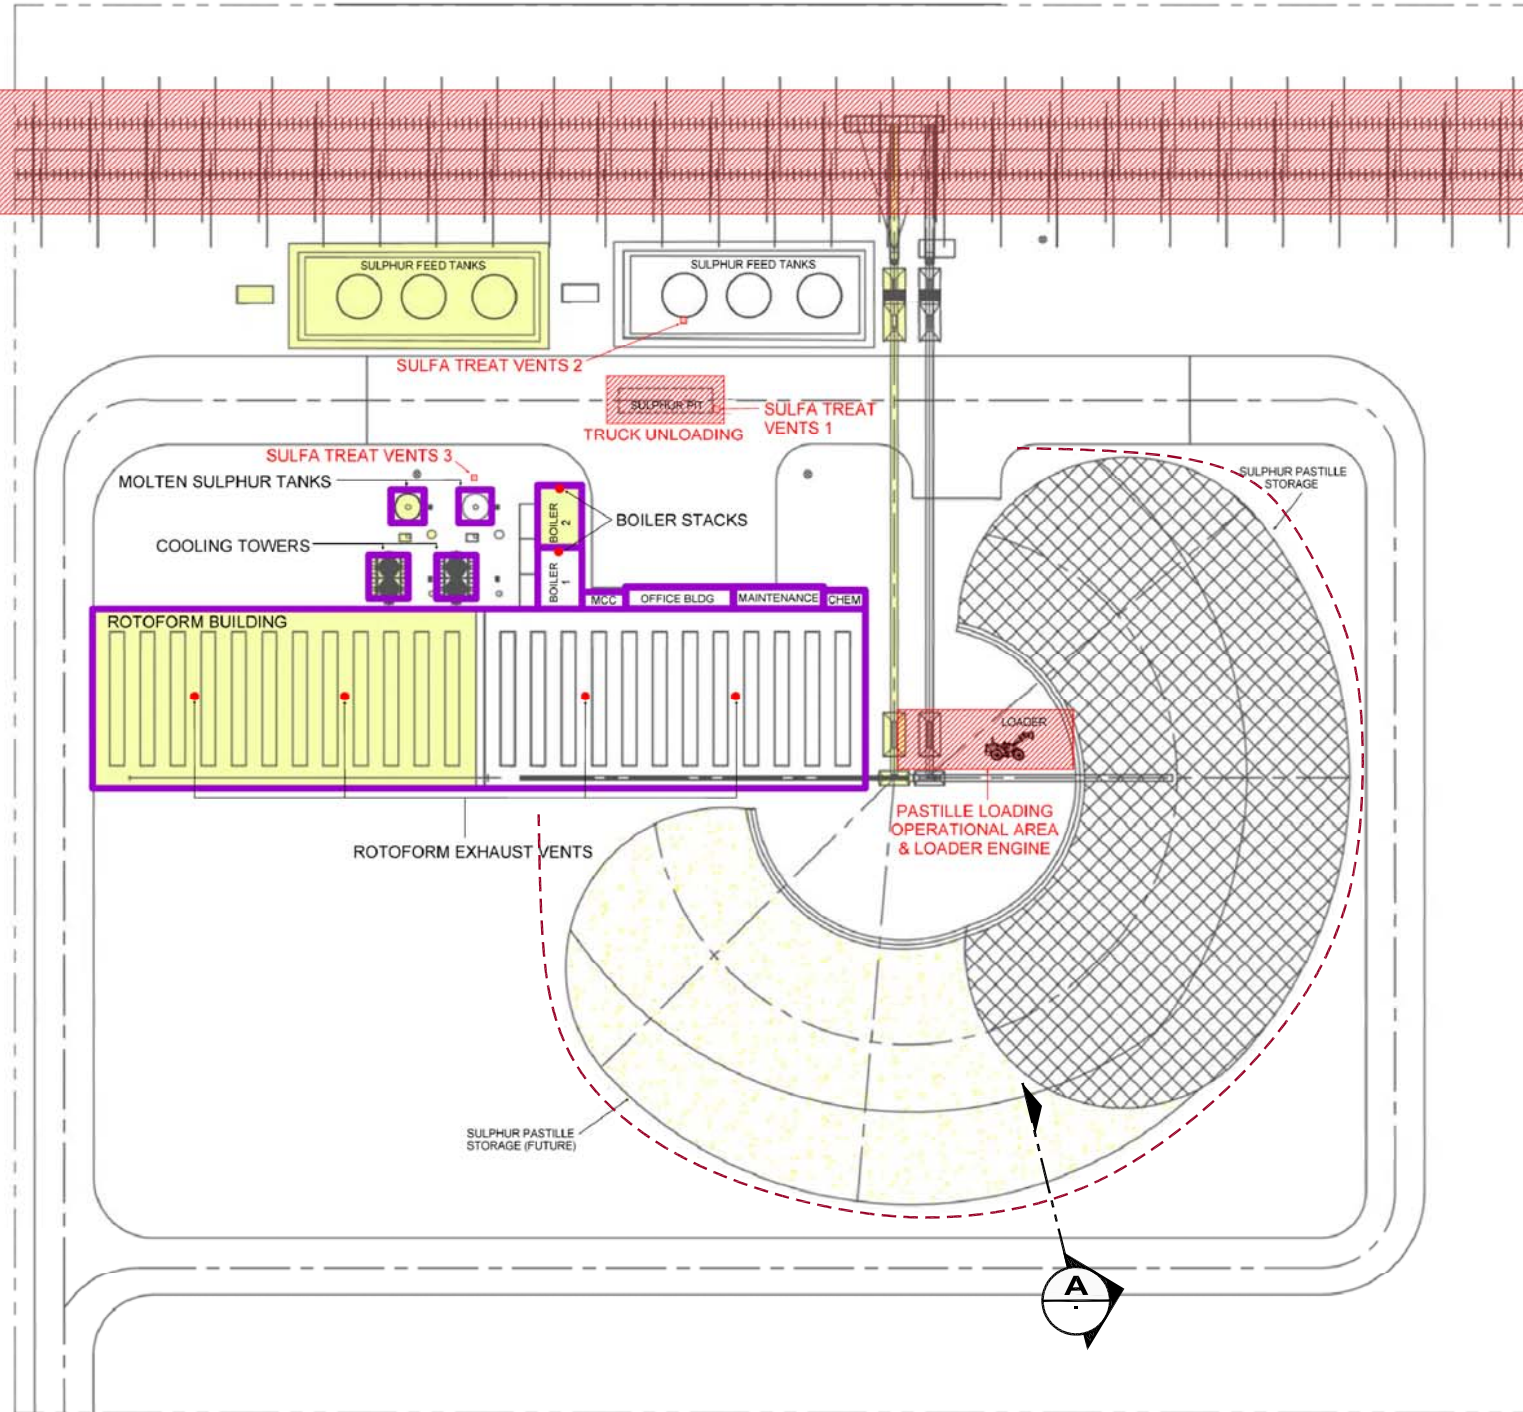 SULPHUR FEED TANKS
SULPHUR FEED TANKS
SULFA TREAT VENTS 2
SULPHUR PIT
SULFA TREAT
VENTS 1
TRUCK UNLOADING
SULFA TREAT VENTS 3
MOLTEN SULPHUR TANKS
SULPHUR PASTILLE
STORAGE
BOILER
2
BOILER STACKS
COOLING TOWERS
BOILER
1
MCC
OFFICE BLDG
MAINTENANCE
CHEM
ROTOFORM BUILDING
LOADER
PASTILLE LOADING
OPERATIONAL AREA
& LOADER ENGINE
ROTOFORM EXHAUST VENTS
SULPHUR PASTILLE
STORAGE (FUTURE)
A
-